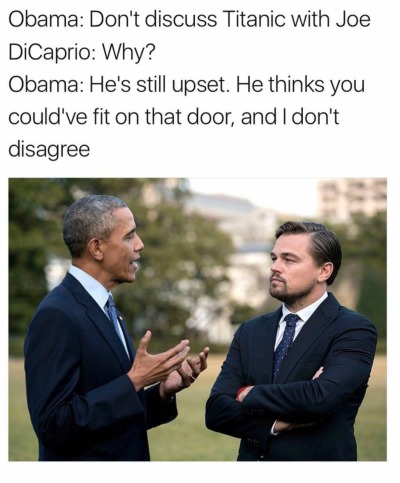 Obama: Don't discuss Titanic with Joe
DiCaprio: Why?
Obama: He's still upset. He thinks you
could've fit on that door, and I don't
disagree